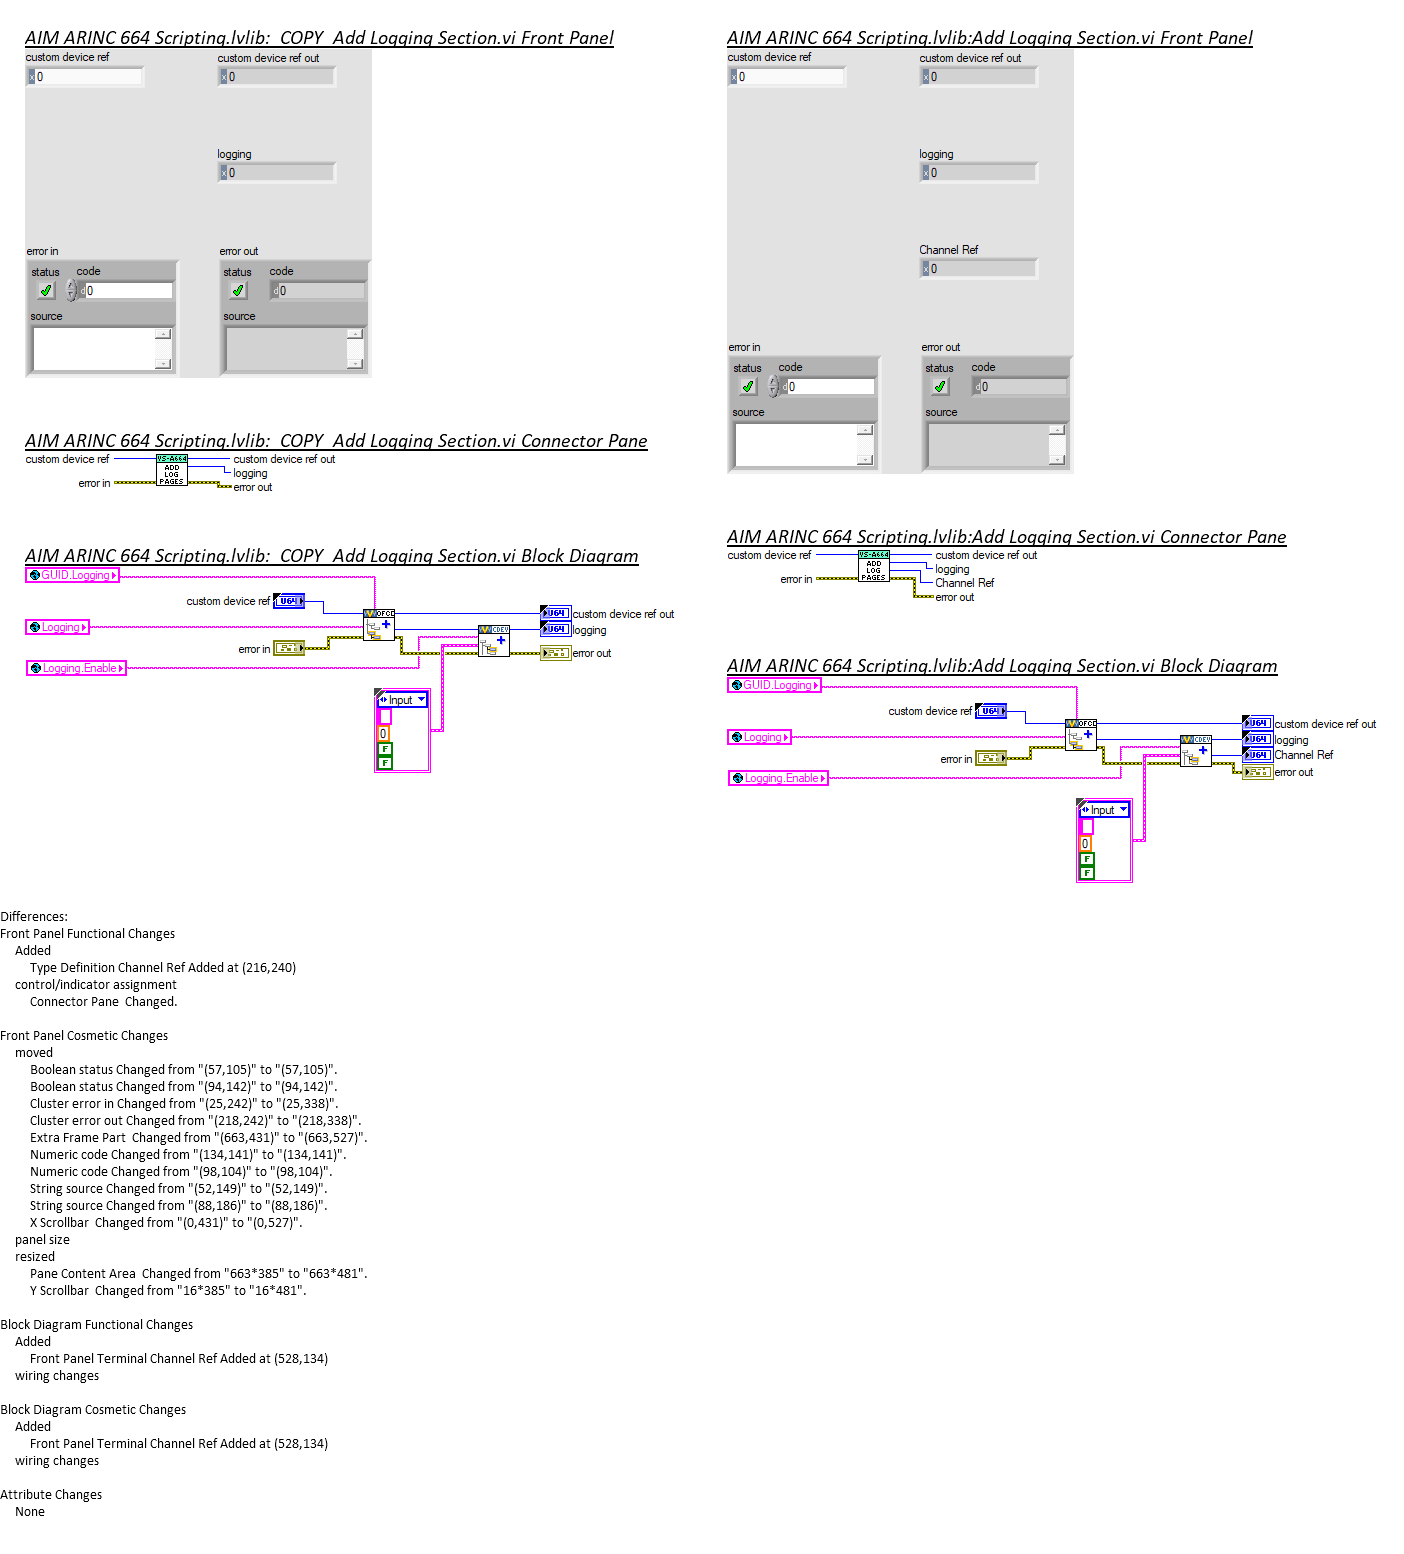 AIM ARINC 664 Scripting.lvlib:_COPY_Add Logging Section.vi Front Panel
custom device ref
custom device ref out
x 0
x 0
logging
x 0
error in
error out
status
code
status
code
d 0
d 0
source
source
AIM ARINC 664 Scripting.lvlib:_COPY_Add Logging Section.vi Connector Pane
custom device ref
VS-A664
ADD
LOG
PAGES
custom device ref out
logging
error in
error out
AIM ARINC 664 Scripting.lvlib:_COPY_Add Logging Section.vi Block Diagram
GUID.Logging
custom device ref
U64
OFCD
U64
custom device ref out
Logging
CDEV
U64
logging
error in
error out
Logging.Enable
Input
0
F
F
AIM ARINC 664 Scripting.lvlib:Add Logging Section.vi Front Panel
custom device ref
custom device ref out
x 0
x 0
logging
x 0
Channel Ref
x 0
error in
error out
status
code
status
code
d 0
d 0
source
source
AIM ARINC 664 Scripting.lvlib:Add Logging Section.vi Connector Pane
custom device ref
VS-A664
ADD
LOG
PAGES
custom device ref out
logging
Channel Ref
error in
error out
AIM ARINC 664 Scripting.lvlib:Add Logging Section.vi Block Diagram
GUID.Logging
custom device ref
U64
OFCD
U64
custom device ref out
Logging
CDEV
U64
logging
U64
Channel Ref
error in
error out
Logging.Enable
Input
0
F
F
Differences:
Front Panel Functional Changes
Added
Type Definition Channel Ref Added at (216,240)
control/indicator assignment
Connector Pane  Changed.
Front Panel Cosmetic Changes
moved
Boolean status Changed from "(57,105)" to "(57,105)".
Boolean status Changed from "(94,142)" to "(94,142)".
Cluster error in Changed from "(25,242)" to "(25,338)".
Cluster error out Changed from "(218,242)" to "(218,338)".
Extra Frame Part  Changed from "(663,431)" to "(663,527)".
Numeric code Changed from "(134,141)" to "(134,141)".
Numeric code Changed from "(98,104)" to "(98,104)".
String source Changed from "(52,149)" to "(52,149)".
String source Changed from "(88,186)" to "(88,186)".
X Scrollbar  Changed from "(0,431)" to "(0,527)".
panel size
resized
Pane Content Area  Changed from "663*385" to "663*481".
Y Scrollbar  Changed from "16*385" to "16*481".
Block Diagram Functional Changes
Added
Front Panel Terminal Channel Ref Added at (528,134)
wiring changes
Block Diagram Cosmetic Changes
Added
Front Panel Terminal Channel Ref Added at (528,134)
wiring changes
Attribute Changes
None